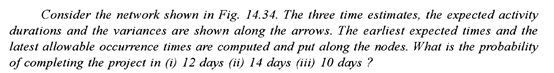 Consider the network shown in Fig. 14.34. The three time estimates, the expected activity
durations and the variances are shown along the arrows. The earliest expected times and the
latest allowable occurrence times are computed and put along the nodes. What is the probability
of completing the project in (i) 12 days (ii) 14 days (iii) 10 days ?